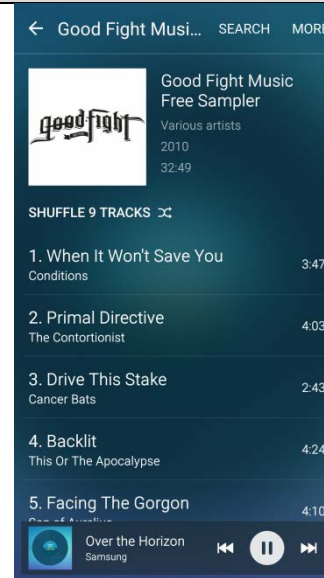 ← Good Fight Musi... SEARCH MORE
good fight
Good Fight Music
Free Sampler
Various artists
2010
32:49
SHUFFLE 9 TRACKS
1. When It Won't Save You
Conditions
3:47
2. Primal Directive
The Contortionist
4:03
3. Drive This Stake
Cancer Bats
2:43
4. Backlit
This Or The Apocalypse
4:24
5. Facing The Gorgon
4:10
Over the Horizon
Samsung